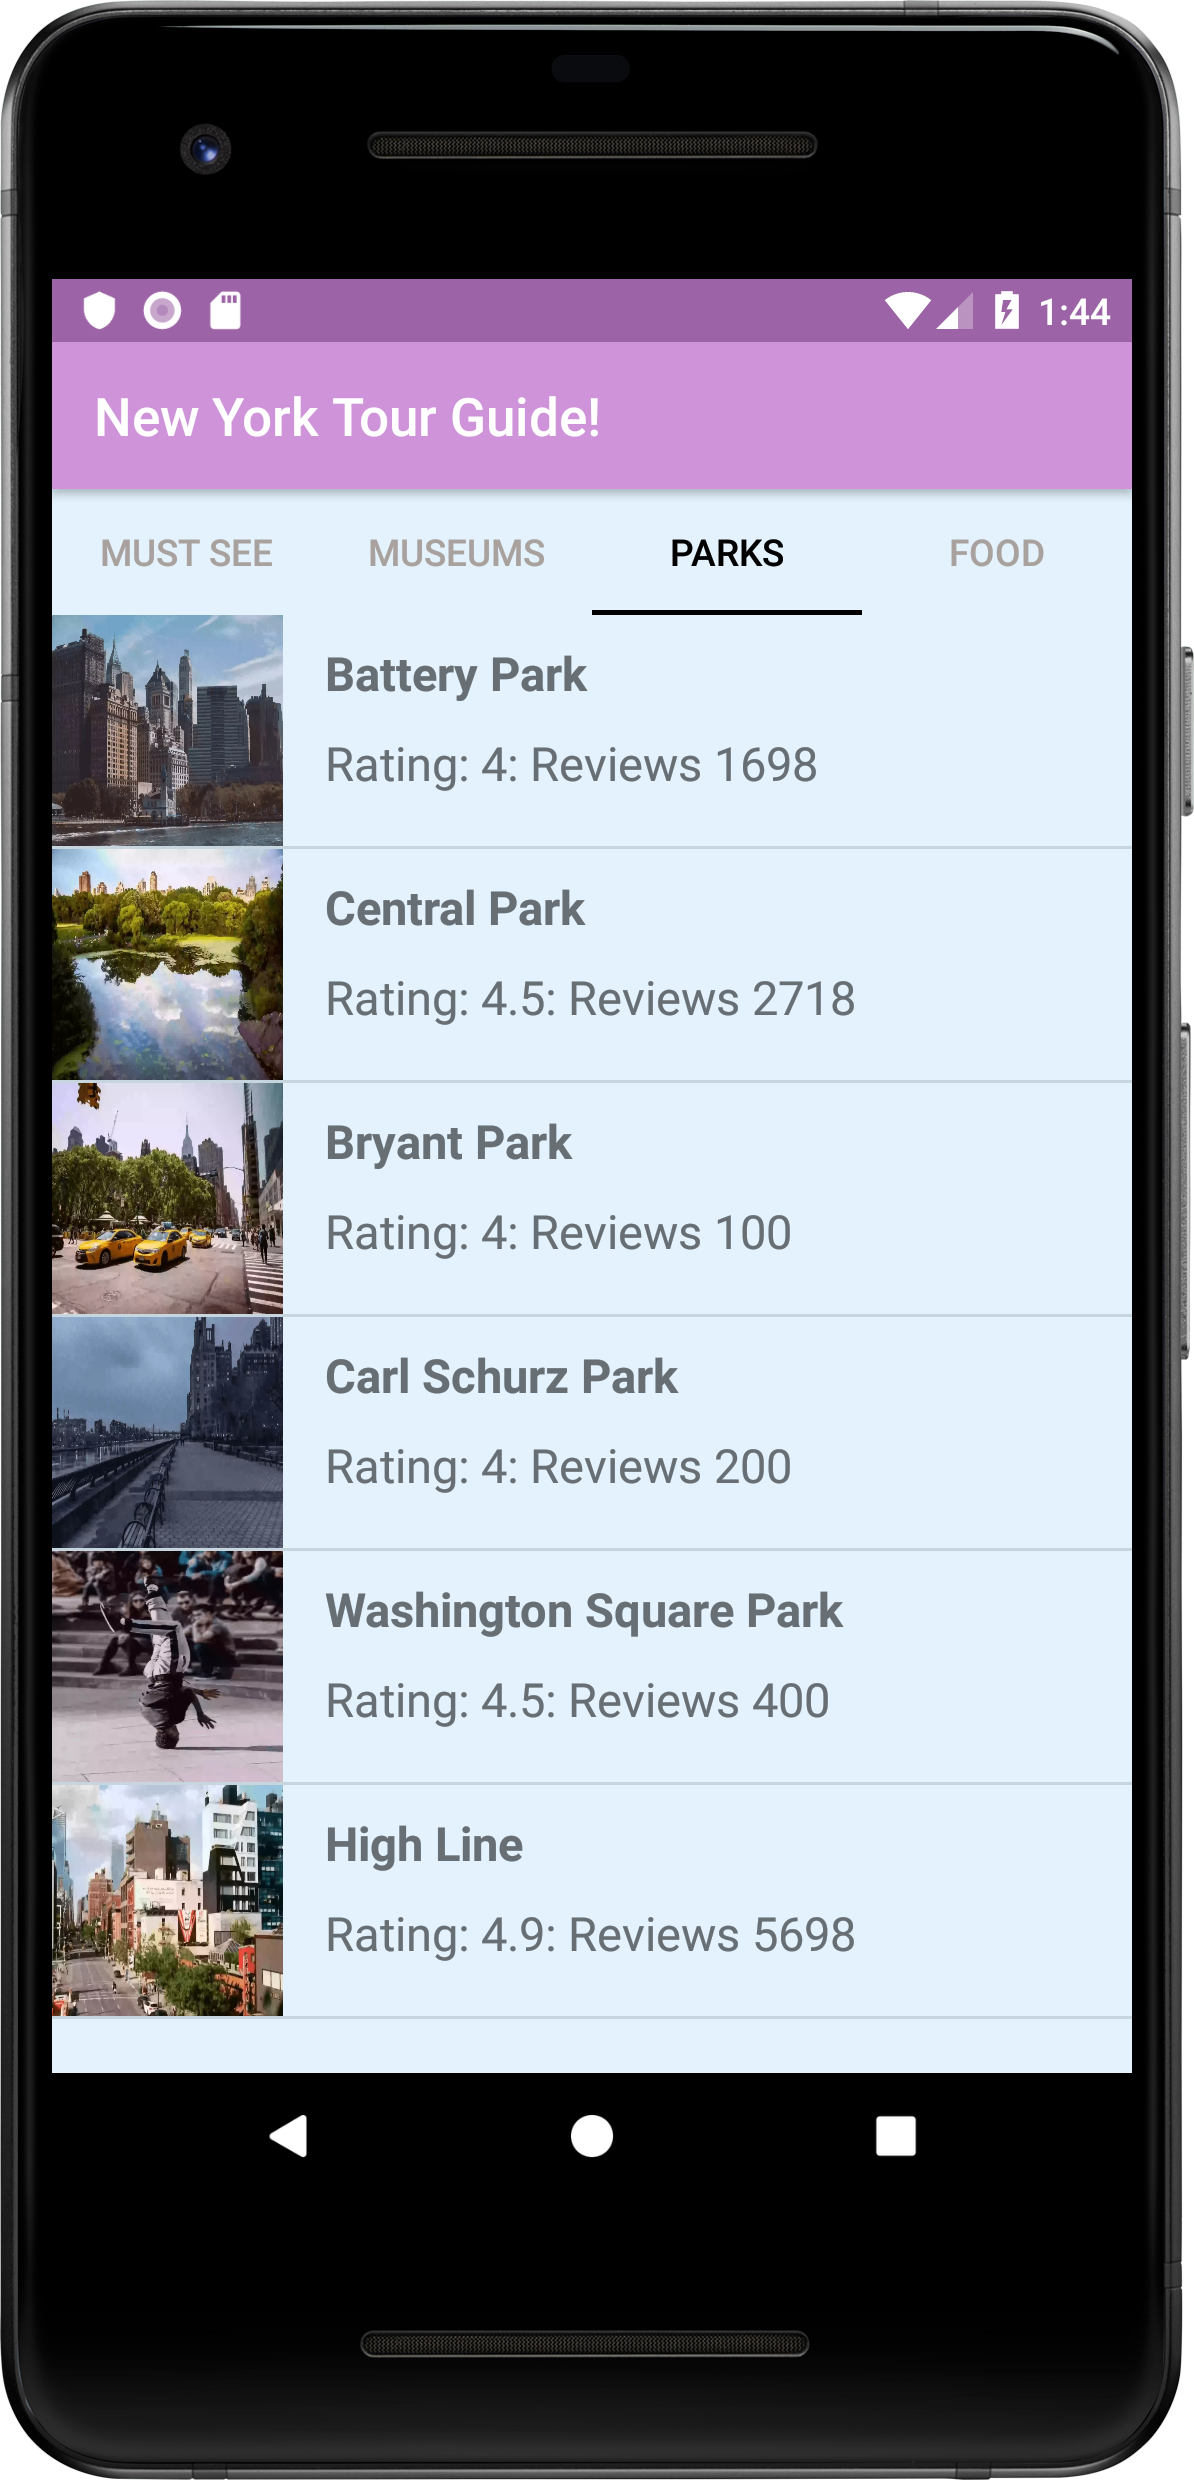 1:44
New York Tour Guide!
MUST SEE MUSEUMS PARKS FOOD
Battery Park
Rating: 4: Reviews 1698
Central Park
Rating: 4.5: Reviews 2718
Bryant Park
Rating: 4: Reviews 100
Carl Schurz Park
Rating: 4: Reviews 200
Washington Square Park
Rating: 4.5: Reviews 400
High Line
Rating: 4.9: Reviews 5698